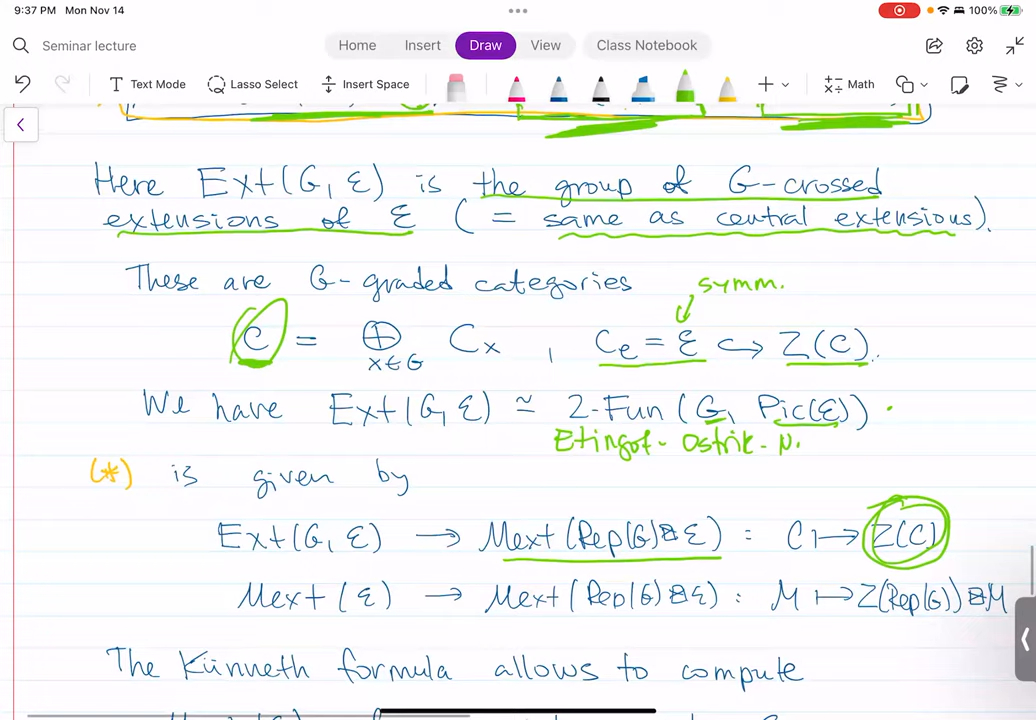 9:37 PM Mon Nov 14
100%
Seminar lecture
Home Insert Draw View Class Notebook
Text Mode Lasso Select Insert Space Math
Here Ext(G, ℰ) is the group of G-crossed
extensions of ℰ ( = same as central extensions).
These are G-graded categories
symm.
C = ⊕ Cₓ , Cₑ = ℰ ↪ Z(C).
x∈G
We have Ext(G, ℰ) ≃ 2-Fun(G, Pic(ℰ)).
Etingof - Ostrik - N.
(*) is given by
Ext(G, ℰ) → Mext(Rep(G)⊠ℰ) : C ↦ Z(C)
Mext(ℰ) → Mext(Rep(G)⊠ℰ) : M ↦ Z(Rep(G))⊠M
The Künneth formula allows to compute